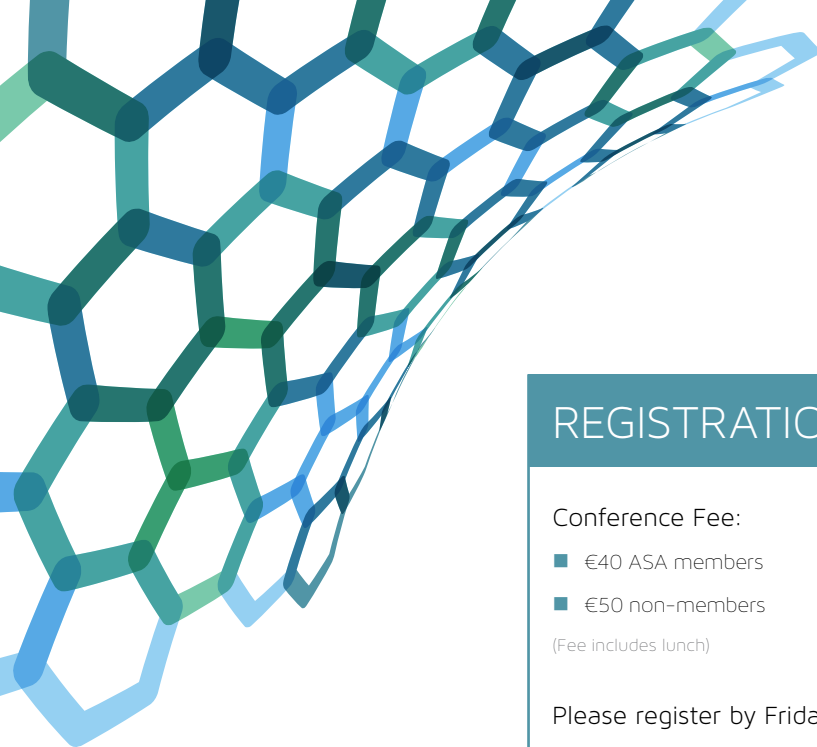 REGISTRATIO
Conference Fee:
€40 ASA members
€50 non-members
(Fee includes lunch)
Please register by Frida